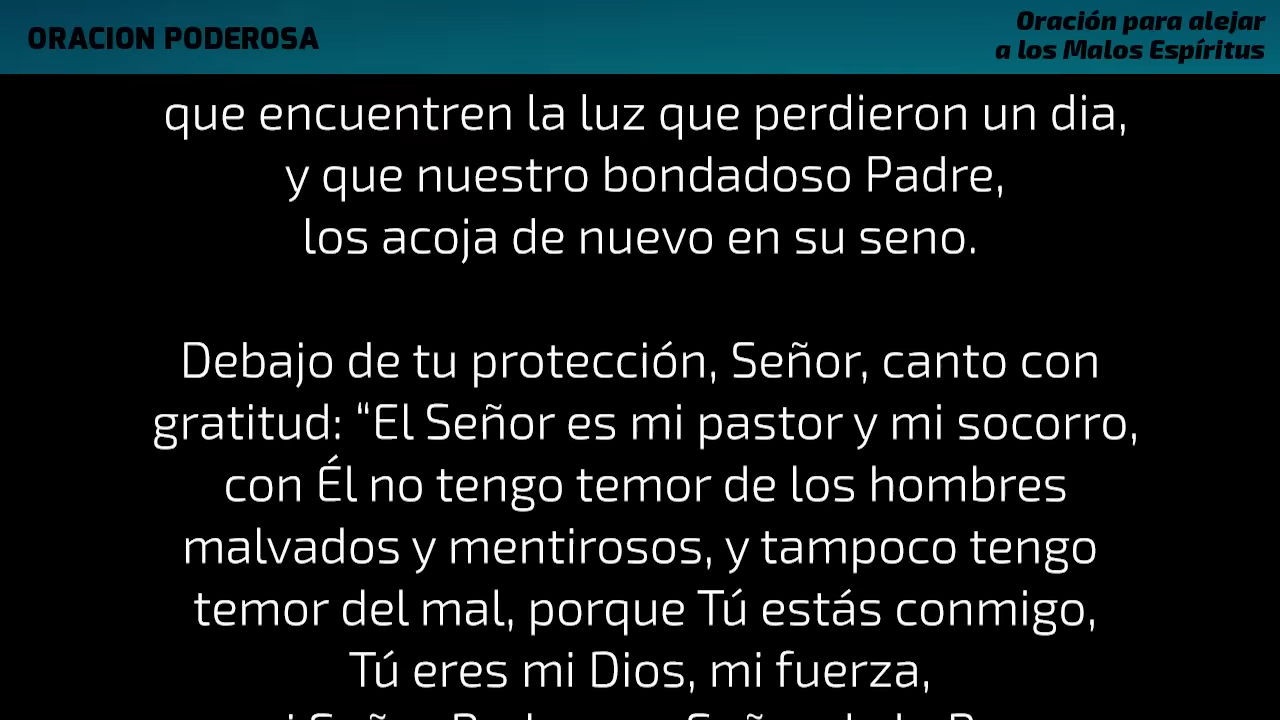 ORACION PODEROSA
Oración para alejar
a los Malos Espíritus
que encuentren la luz que perdieron un dia,
y que nuestro bondadoso Padre,
los acoja de nuevo en su seno.
Debajo de tu protección, Señor, canto con
gratitud: “El Señor es mi pastor y mi socorro,
con Él no tengo temor de los hombres
malvados y mentirosos, y tampoco tengo
temor del mal, porque Tú estás conmigo,
Tú eres mi Dios, mi fuerza,